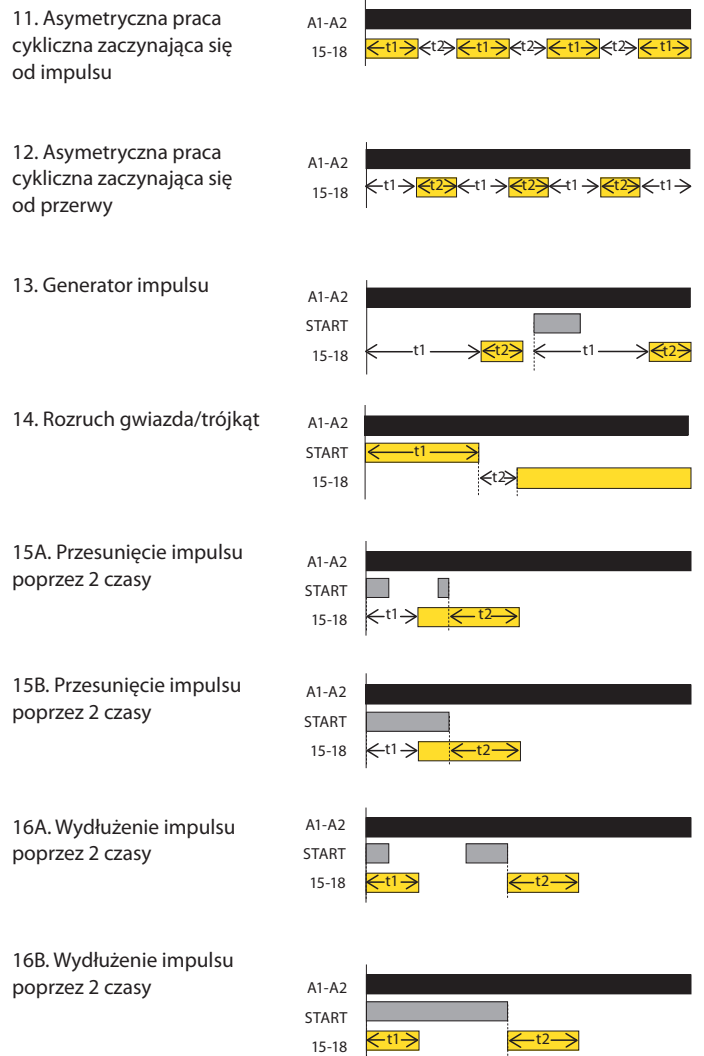 11. Asymetryczna praca
cykliczna zaczynająca się
od impulsu
A1-A2
15-18
t1 t2 t1 t2 t1 t2 t1
12. Asymetryczna praca
cykliczna zaczynająca się
od przerwy
A1-A2
15-18
t1 t2 t1 t2 t1 t2 t1
13. Generator impulsu
A1-A2
START
15-18
t1 t2 t1 t2
14. Rozruch gwiazda/trójkąt
A1-A2
START
t1
15-18
t2
15A. Przesunięcie impulsu
poprzez 2 czasy
A1-A2
START
15-18
t1 t2
15B. Przesunięcie impulsu
poprzez 2 czasy
A1-A2
START
15-18
t1 t2
16A. Wydłużenie impulsu
poprzez 2 czasy
A1-A2
START
15-18
t1 t2
16B. Wydłużenie impulsu
poprzez 2 czasy
A1-A2
START
15-18
t1 t2